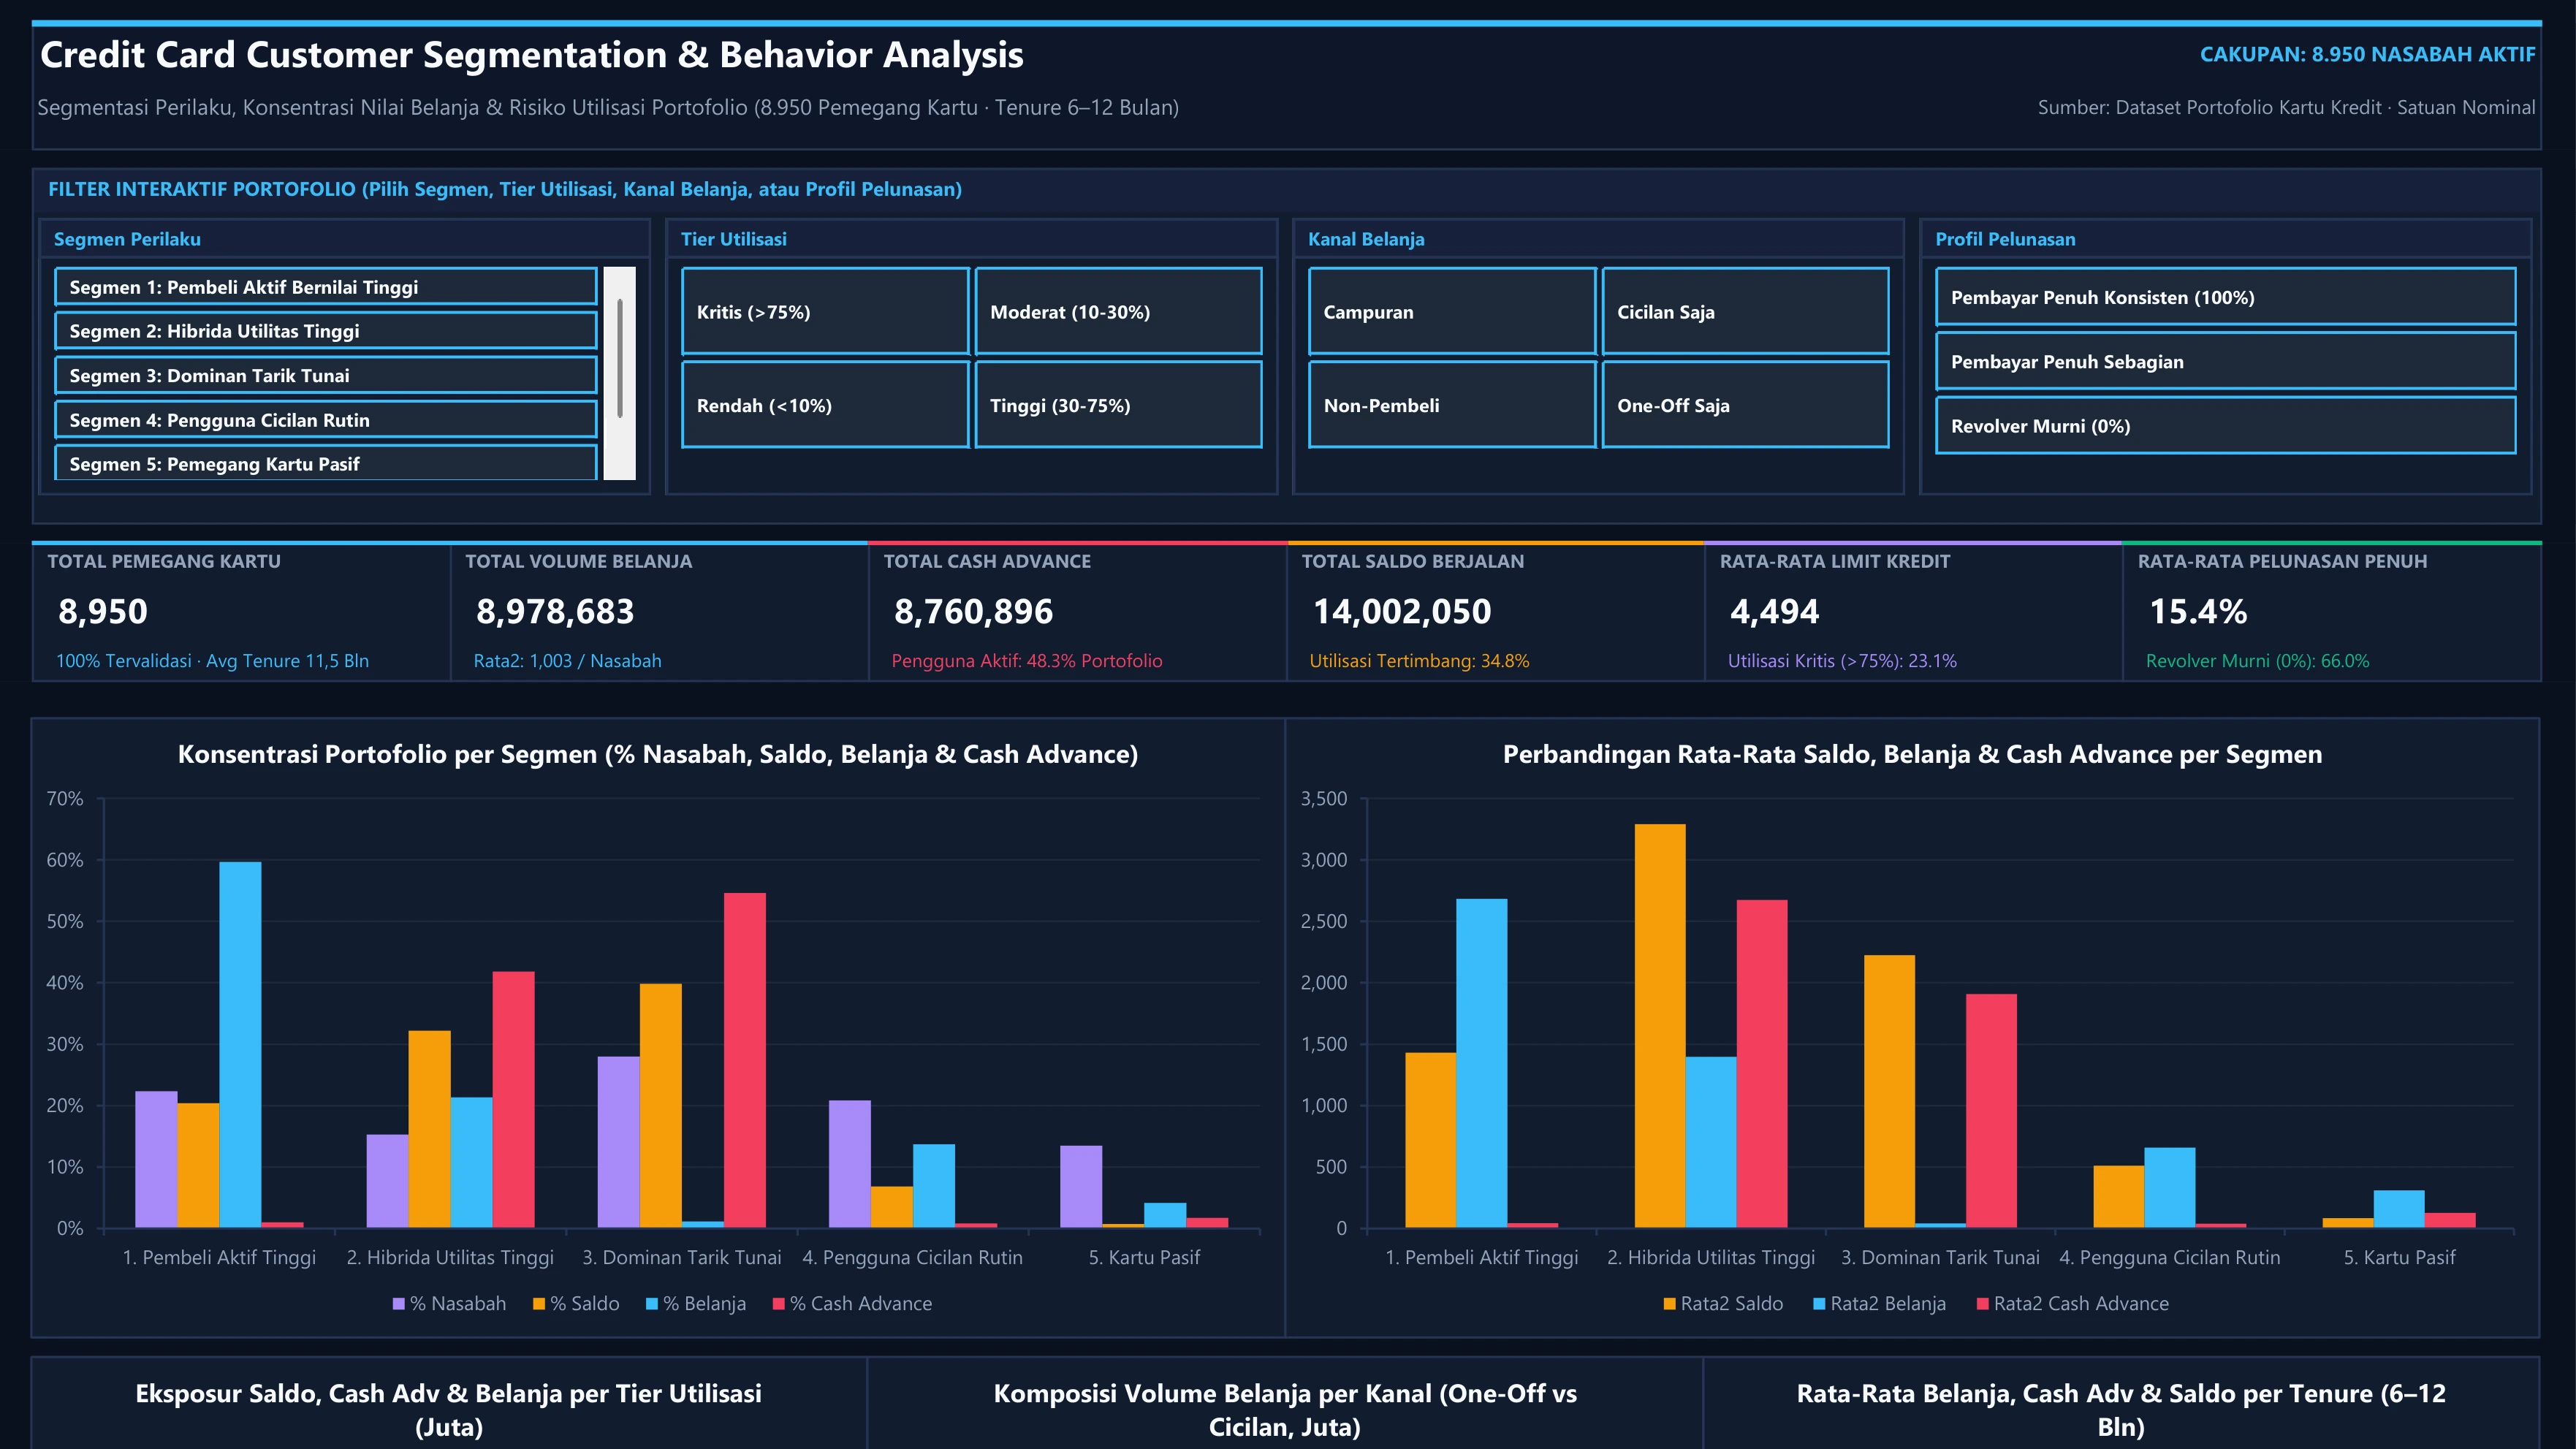 Credit Card Customer Segmentation & Behavior Analysis
CAKUPAN: 8.950 NASABAH AKTIF
Segmentasi Perilaku, Konsentrasi Nilai Belanja & Risiko Utilisasi Portofolio (8.950 Pemegang Kartu · Tenure 6–12 Bulan)
Sumber: Dataset Portofolio Kartu Kredit · Satuan Nominal
FILTER INTERAKTIF PORTOFOLIO (Pilih Segmen, Tier Utilisasi, Kanal Belanja, atau Profil Pelunasan)
Segmen Perilaku
Segmen 1: Pembeli Aktif Bernilai Tinggi
Segmen 2: Hibrida Utilitas Tinggi
Segmen 3: Dominan Tarik Tunai
Segmen 4: Pengguna Cicilan Rutin
Segmen 5: Pemegang Kartu Pasif
Tier Utilisasi
Kritis (>75%)
Moderat (10-30%)
Rendah (<10%)
Tinggi (30-75%)
Kanal Belanja
Campuran
Cicilan Saja
Non-Pembeli
One-Off Saja
Profil Pelunasan
Pembayar Penuh Konsisten (100%)
Pembayar Penuh Sebagian
Revolver Murni (0%)
TOTAL PEMEGANG KARTU
8,950
100% Tervalidasi · Avg Tenure 11,5 Bln
TOTAL VOLUME BELANJA
8,978,683
Rata2: 1,003 / Nasabah
TOTAL CASH ADVANCE
8,760,896
Pengguna Aktif: 48.3% Portofolio
TOTAL SALDO BERJALAN
14,002,050
Utilisasi Tertimbang: 34.8%
RATA-RATA LIMIT KREDIT
4,494
Utilisasi Kritis (>75%): 23.1%
RATA-RATA PELUNASAN PENUH
15.4%
Revolver Murni (0%): 66.0%
Konsentrasi Portofolio per Segmen (% Nasabah, Saldo, Belanja & Cash Advance)
70%
60%
50%
40%
30%
20%
10%
0%
1. Pembeli Aktif Tinggi
2. Hibrida Utilitas Tinggi
3. Dominan Tarik Tunai
4. Pengguna Cicilan Rutin
5. Kartu Pasif
% Nasabah
% Saldo
% Belanja
% Cash Advance
Perbandingan Rata-Rata Saldo, Belanja & Cash Advance per Segmen
3,500
3,000
2,500
2,000
1,500
1,000
500
0
1. Pembeli Aktif Tinggi
2. Hibrida Utilitas Tinggi
3. Dominan Tarik Tunai
4. Pengguna Cicilan Rutin
5. Kartu Pasif
Rata2 Saldo
Rata2 Belanja
Rata2 Cash Advance
Eksposur Saldo, Cash Adv & Belanja per Tier Utilisasi
(Juta)
Komposisi Volume Belanja per Kanal (One-Off vs
Cicilan, Juta)
Rata-Rata Belanja, Cash Adv & Saldo per Tenure (6–12
Bln)